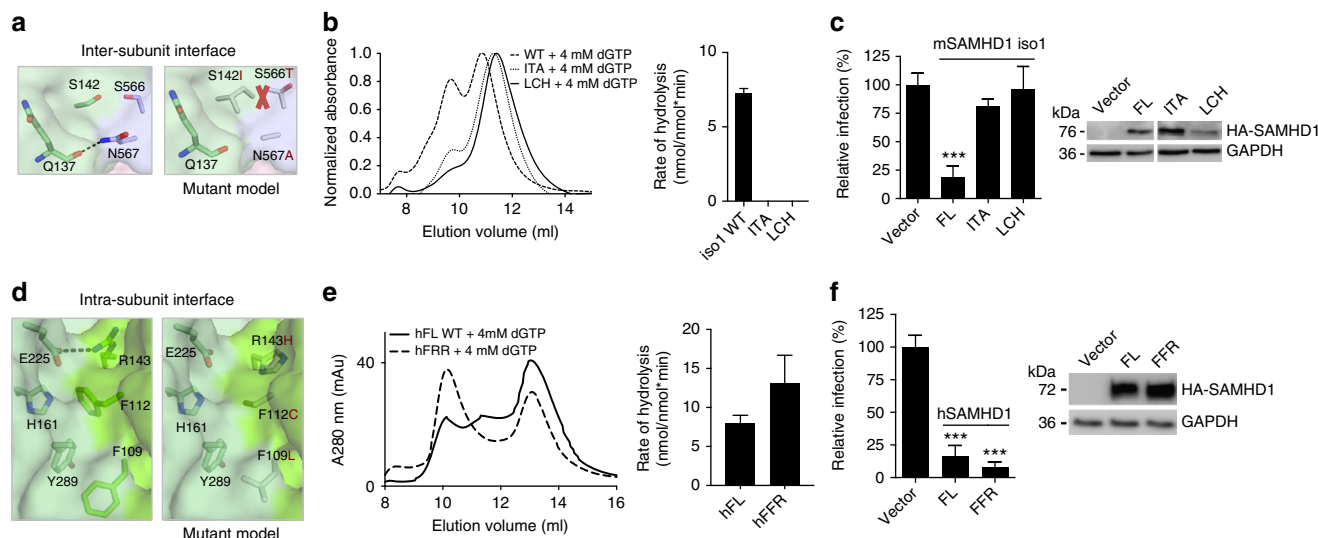 a
Inter-subunit interface
S142
S566
Q137
N567
S142I
S566T
Q137
N567A
Mutant model
b
Normalized absorbance
1.0
0.8
0.6
0.4
0.2
0.0
8
10
12
14
Elution volume (ml)
WT + 4 mM dGTP
ITA + 4 mM dGTP
LCH + 4 mM dGTP
Rate of hydrolysis
(nmol/nmol*min)
10
5
0
iso1 WT
ITA
LCH
c
mSAMHD1 iso1
Relative infection (%)
125
100
75
50
25
0
***
Vector
FL
ITA
LCH
kDa
Vector
FL
ITA
LCH
76
HA-SAMHD1
36
GAPDH
d
Intra-subunit interface
E225
R143
F112
H161
F109
Y289
E225
R143H
F112C
H161
F109L
Y289
Mutant model
e
hFL WT + 4mM dGTP
hFRR + 4 mM dGTP
A280 nm (mAu)
40
0
8
10
12
14
16
Elution volume (ml)
Rate of hydrolysis
(nmol/nmol*min)
20
15
10
5
0
hFL
hFFR
f
Relative infection (%)
125
100
75
50
25
0
hSAMHD1
***
***
Vector
FL
FFR
kDa
Vector
FL
FFR
72
HA-SAMHD1
36
GAPDH